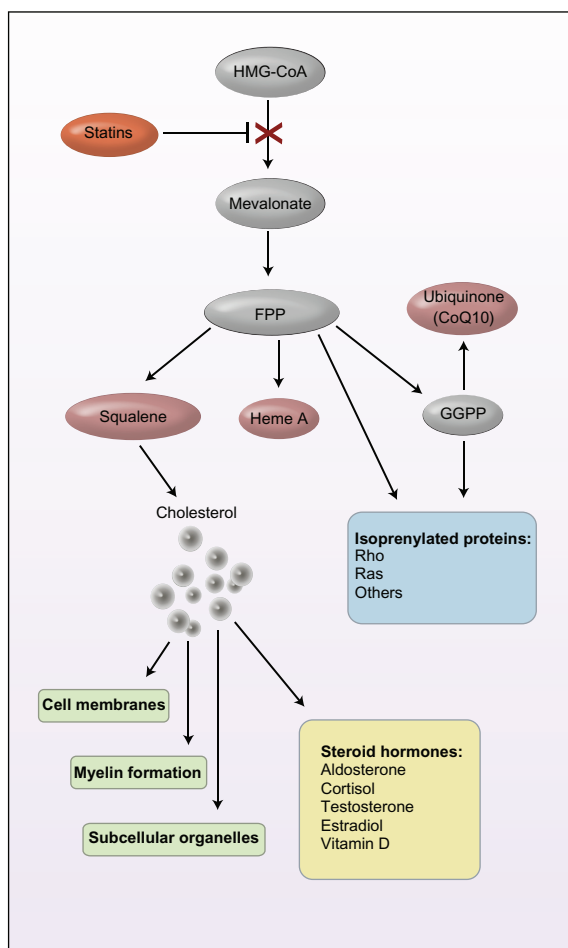 HMG-CoA
Statins
Mevalonate
FPP
Ubiquinone
(CoQ10)
Squalene
Heme A
GGPP
Cholesterol
Isoprenylated proteins:
Rho
Ras
Others
Cell membranes
Myelin formation
Subcellular organelles
Steroid hormones:
Aldosterone
Cortisol
Testosterone
Estradiol
Vitamin D